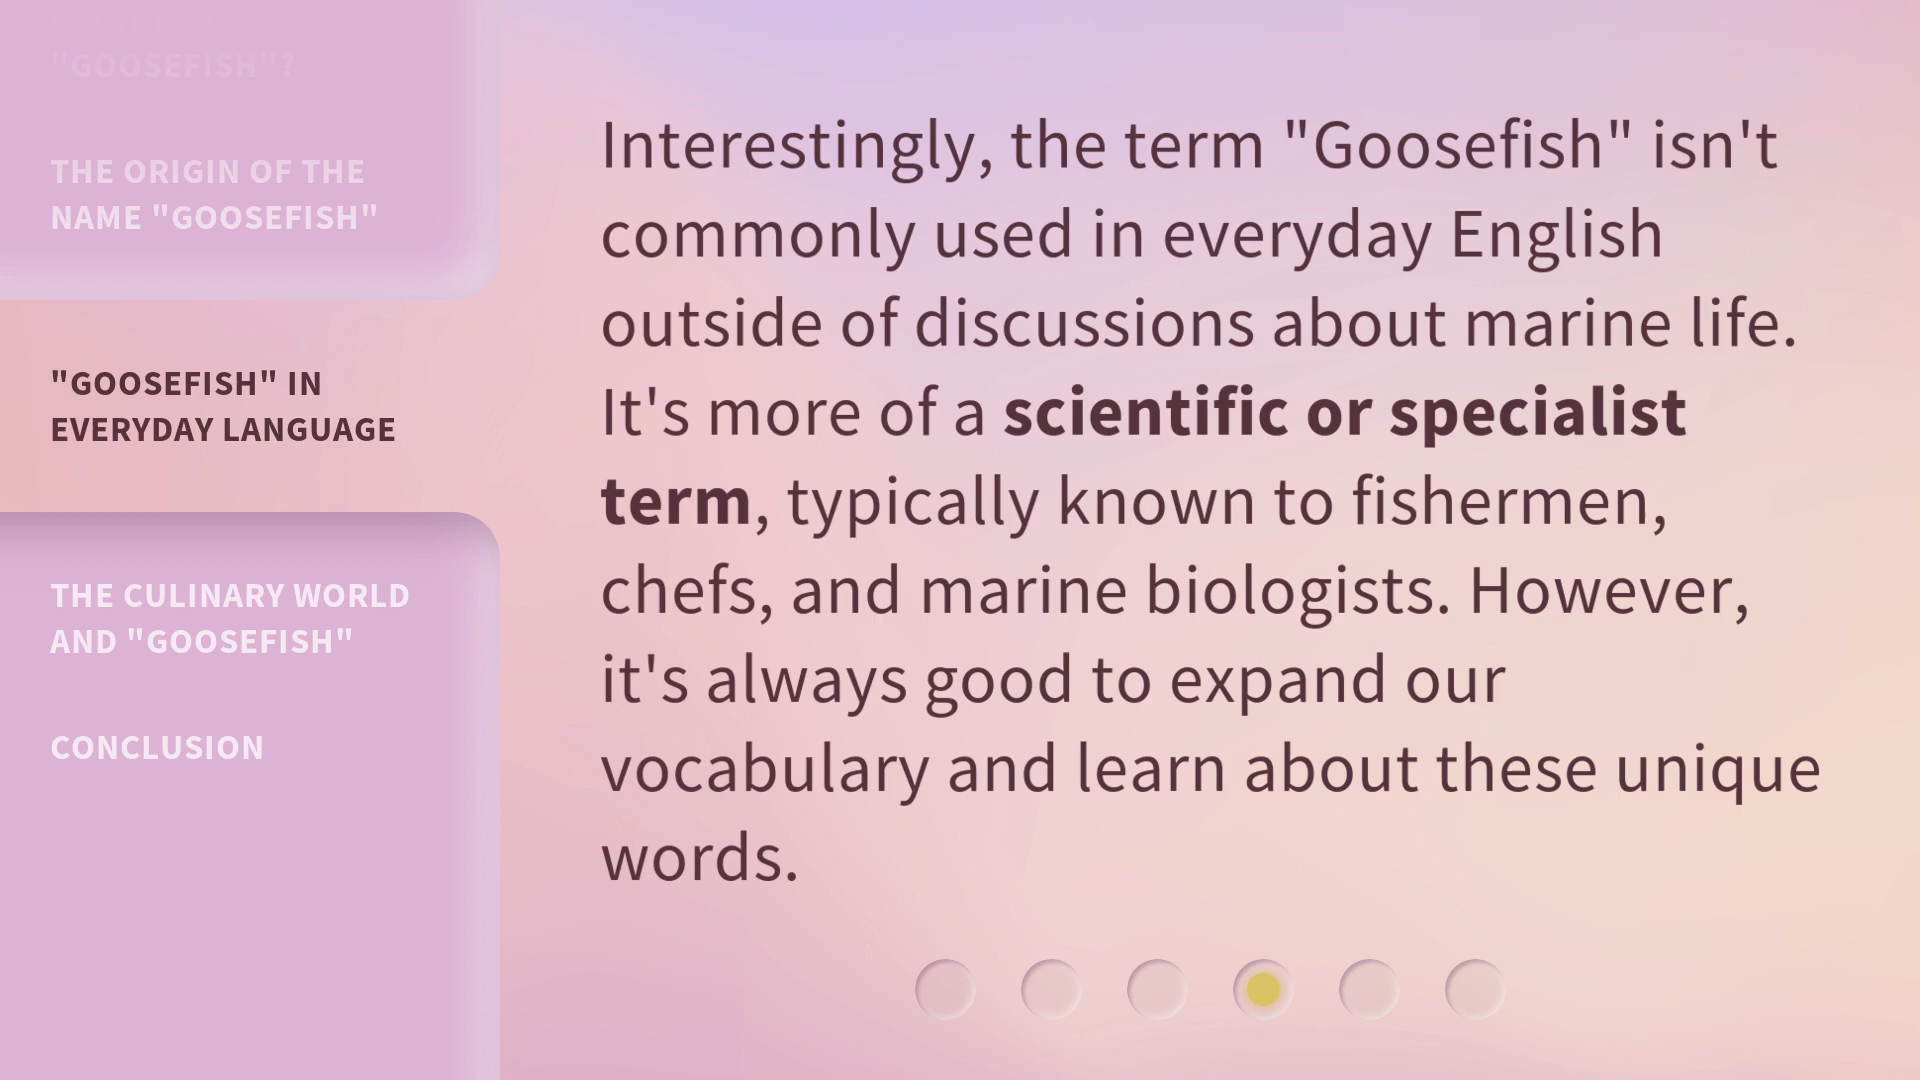 "GOOSEFISH"?
THE ORIGIN OF THE
NAME "GOOSEFISH"
"GOOSEFISH" IN
EVERYDAY LANGUAGE
THE CULINARY WORLD
AND "GOOSEFISH"
CONCLUSION
Interestingly, the term "Goosefish" isn't
commonly used in everyday English
outside of discussions about marine life.
It's more of a scientific or specialist
term, typically known to fishermen,
chefs, and marine biologists. However,
it's always good to expand our
vocabulary and learn about these unique
words.